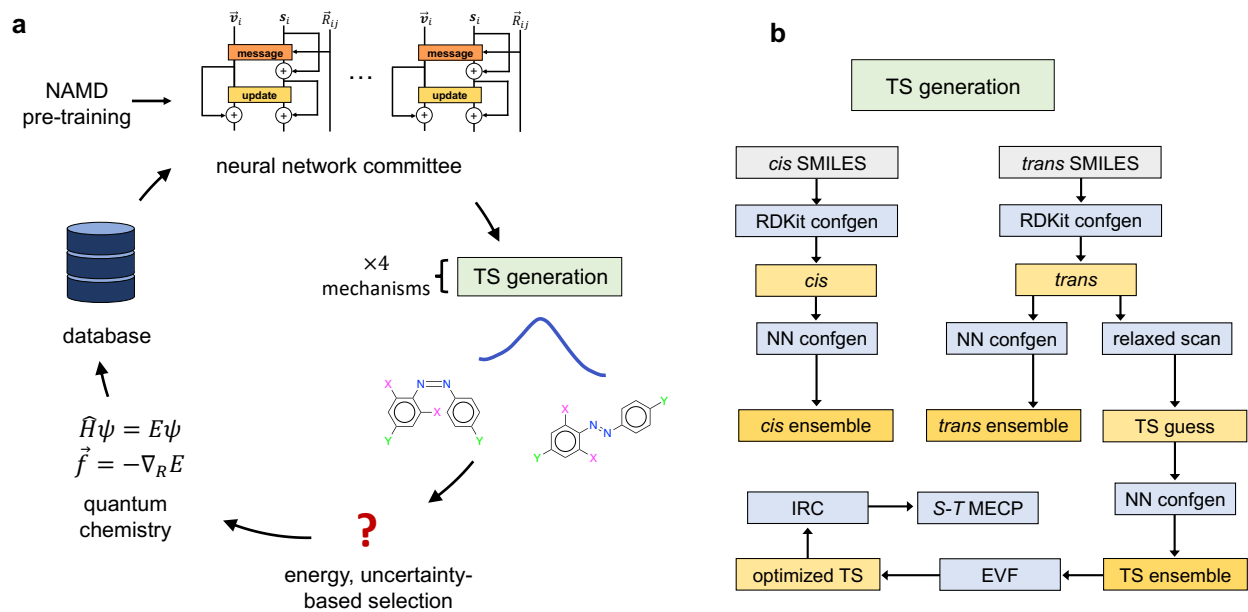 a
NAMD
pre-training
v⃗ᵢ sᵢ R⃗ᵢⱼ
message
+
update
+ +
...
v⃗ᵢ sᵢ R⃗ᵢⱼ
message
+
update
+ +
neural network committee
×4
mechanisms
TS generation
X N N
X
Y Y
X N N Y
Y X
?
energy, uncertainty-
based selection
Ĥψ = Eψ
f⃗ = −∇_R E
quantum
chemistry
database
b
TS generation
cis SMILES
trans SMILES
RDKit confgen
RDKit confgen
cis
trans
NN confgen
NN confgen
relaxed scan
cis ensemble
trans ensemble
TS guess
NN confgen
IRC
S-T MECP
optimized TS
EVF
TS ensemble